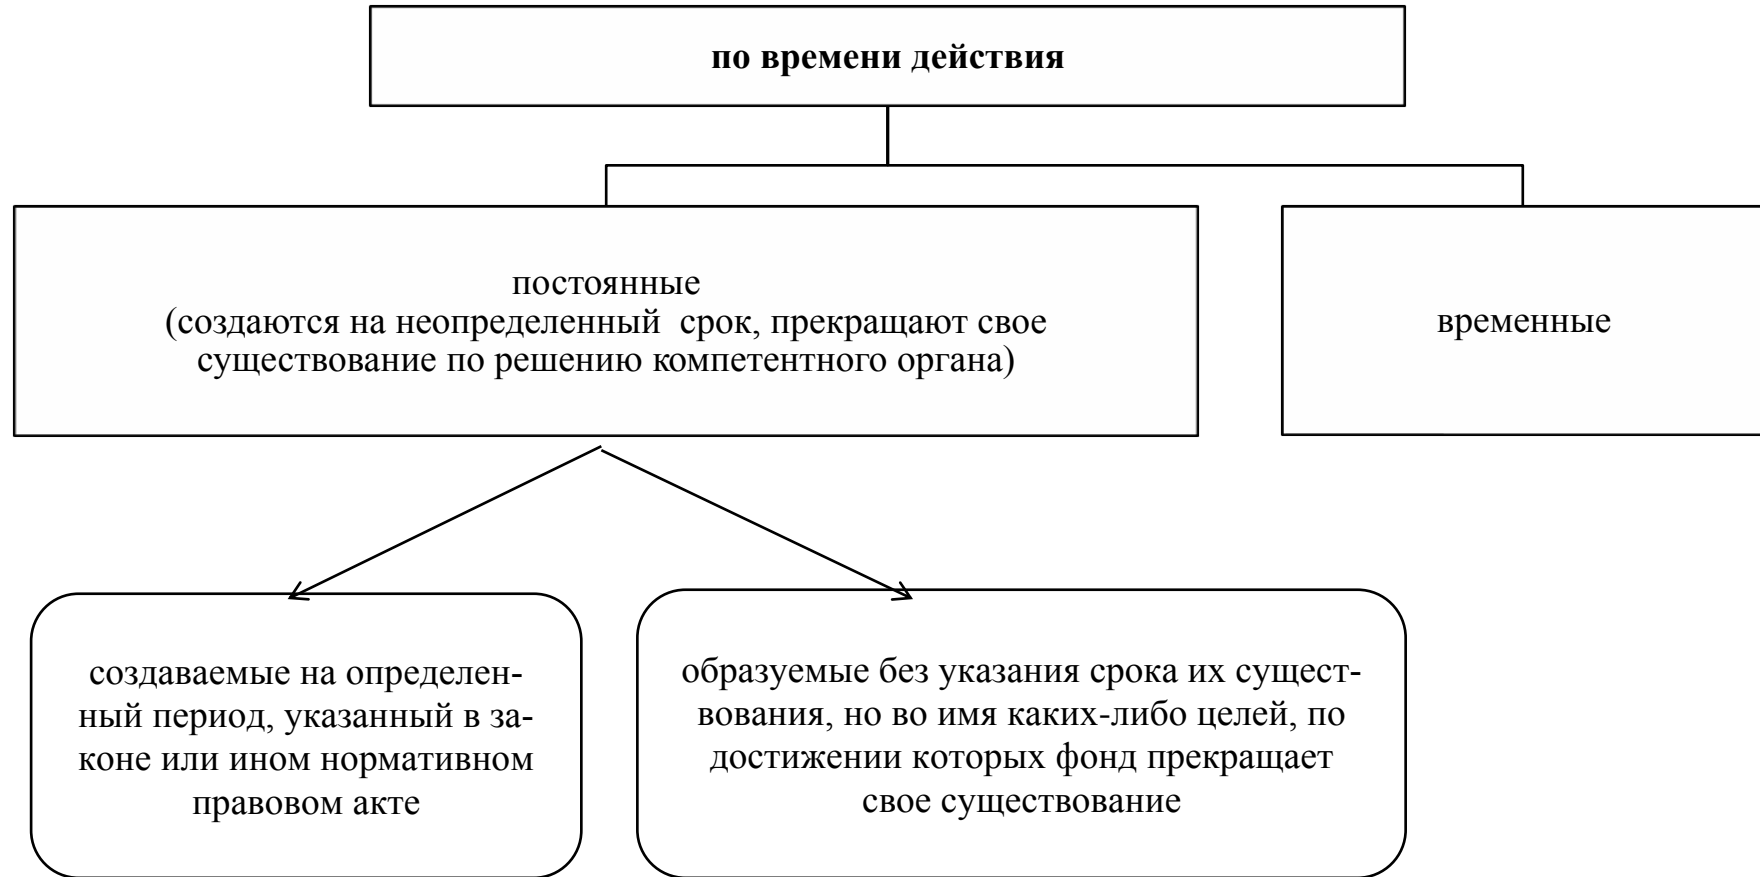 по времени действия
постоянные
(создаются на неопределенный срок, прекращают свое
существование по решению компетентного органа)
временные
создаваемые на определен-
ный период, указанный в за-
коне или ином нормативном
правовом акте
образуемые без указания срока их сущест-
вования, но во имя каких-либо целей, по
достижении которых фонд прекращает
свое существование